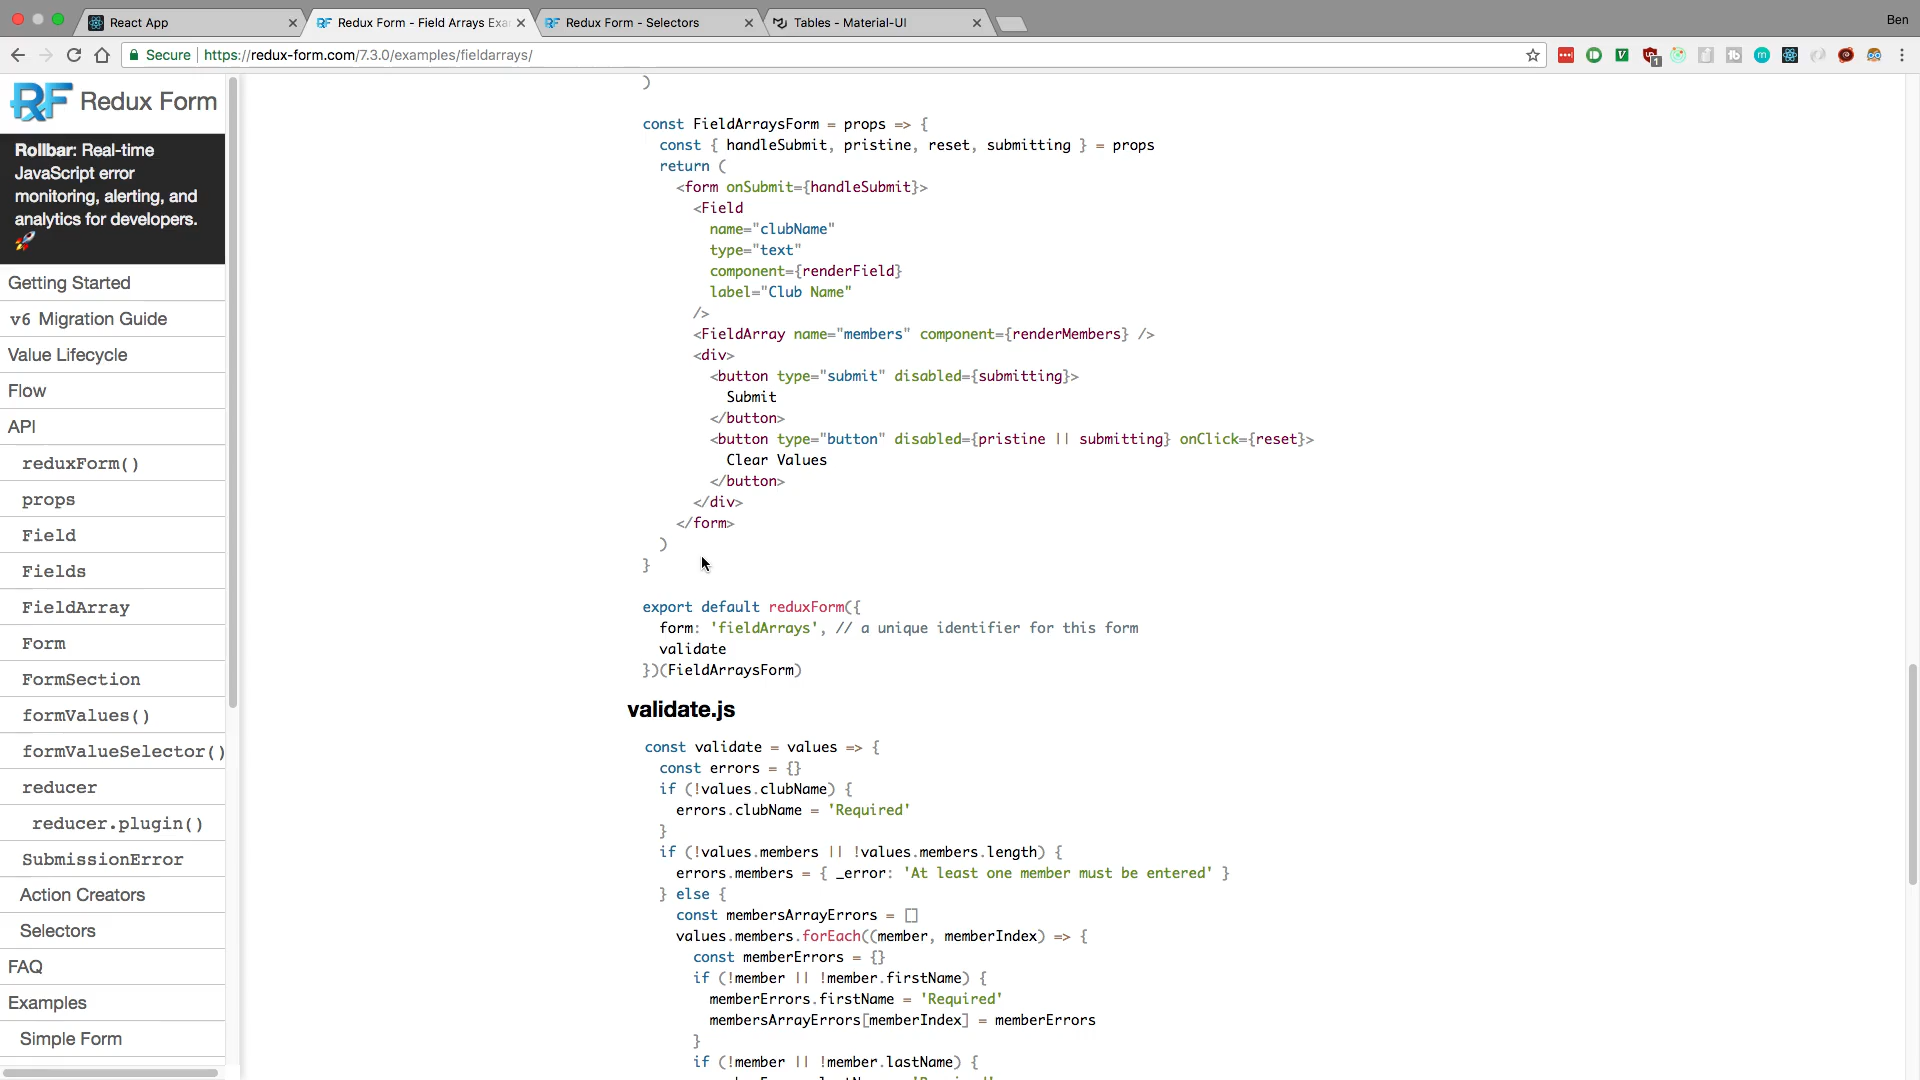 React App
Redux Form - Field Arrays Exa
Redux Form - Selectors
Tables - Material-UI
Ben
Secure
https://redux-form.com/7.3.0/examples/fieldarrays/
RF Redux Form
Rollbar: Real-time
JavaScript error
monitoring, alerting, and
analytics for developers.
🚀
Getting Started
v6 Migration Guide
Value Lifecycle
Flow
API
reduxForm()
props
Field
Fields
FieldArray
Form
FormSection
formValues()
formValueSelector()
reducer
reducer.plugin()
SubmissionError
Action Creators
Selectors
FAQ
Examples
Simple Form
)
const FieldArraysForm = props => {
const { handleSubmit, pristine, reset, submitting } = props
return (
<form onSubmit={handleSubmit}>
<Field
name="clubName"
type="text"
component={renderField}
label="Club Name"
/>
<FieldArray name="members" component={renderMembers} />
<div>
<button type="submit" disabled={submitting}>
Submit
</button>
<button type="button" disabled={pristine || submitting} onClick={reset}>
Clear Values
</button>
</div>
</form>
)
}
export default reduxForm({
form: 'fieldArrays', // a unique identifier for this form
validate
})(FieldArraysForm)
validate.js
const validate = values => {
const errors = {}
if (!values.clubName) {
errors.clubName = 'Required'
}
if (!values.members || !values.members.length) {
errors.members = { _error: 'At least one member must be entered' }
} else {
const membersArrayErrors = []
values.members.forEach((member, memberIndex) => {
const memberErrors = {}
if (!member || !member.firstName) {
memberErrors.firstName = 'Required'
membersArrayErrors[memberIndex] = memberErrors
}
if (!member || !member.lastName) {